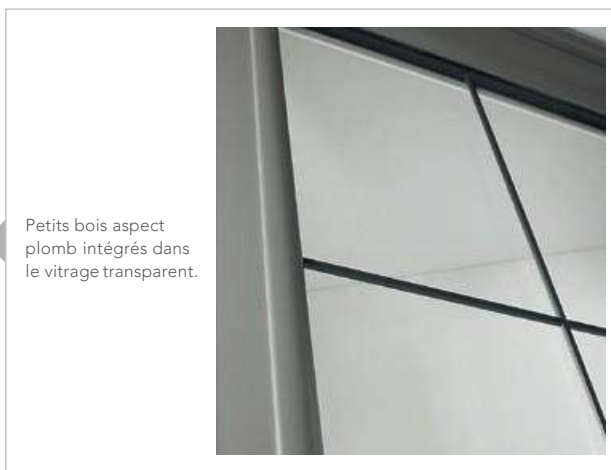 Petits bois aspect
plomb intégrés dans
le vitrage transparent.